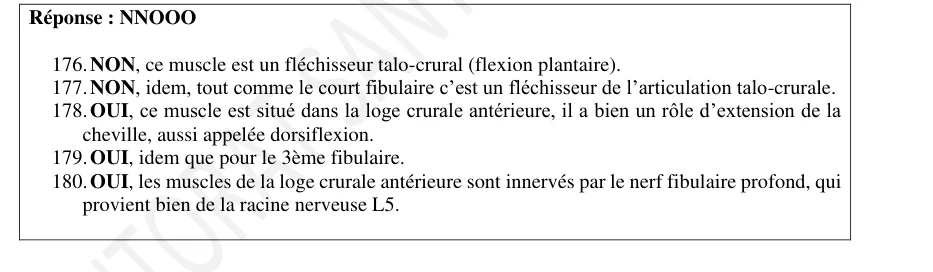 Réponse : NNOOO
176. NON, ce muscle est un fléchisseur talo-crural (flexion plantaire).
177. NON, idem, tout comme le court fibulaire c’est un fléchisseur de l’articulation talo-crurale.
178. OUI, ce muscle est situé dans la loge crurale antérieure, il a bien un rôle d’extension de la
cheville, aussi appelée dorsiflexion.
179. OUI, idem que pour le 3ème fibulaire.
180. OUI, les muscles de la loge crurale antérieure sont innervés par le nerf fibulaire profond, qui
provient bien de la racine nerveuse L5.